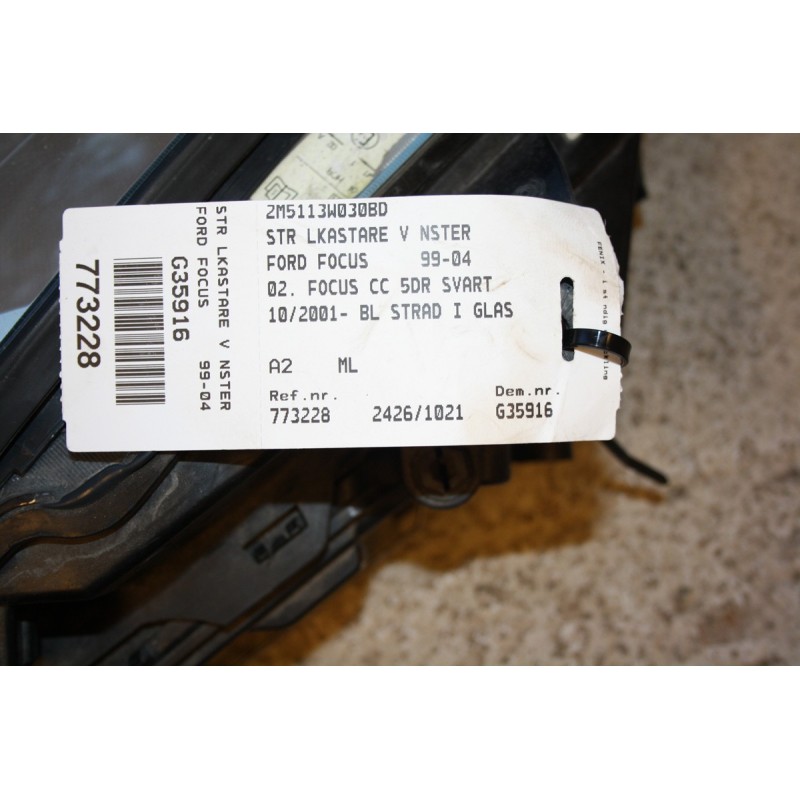 2M5113W030BD
STR LKASTARE V NSTER
FORD FOCUS 99-04
02. FOCUS CC 5DR SVART
10/2001- BL STRAD I GLAS
A2 ML
Ref.nr. Dem.nr.
773228 2426/1021 G35916
STR LKASTARE V NSTER
FORD FOCUS 99-04
G35916
773228